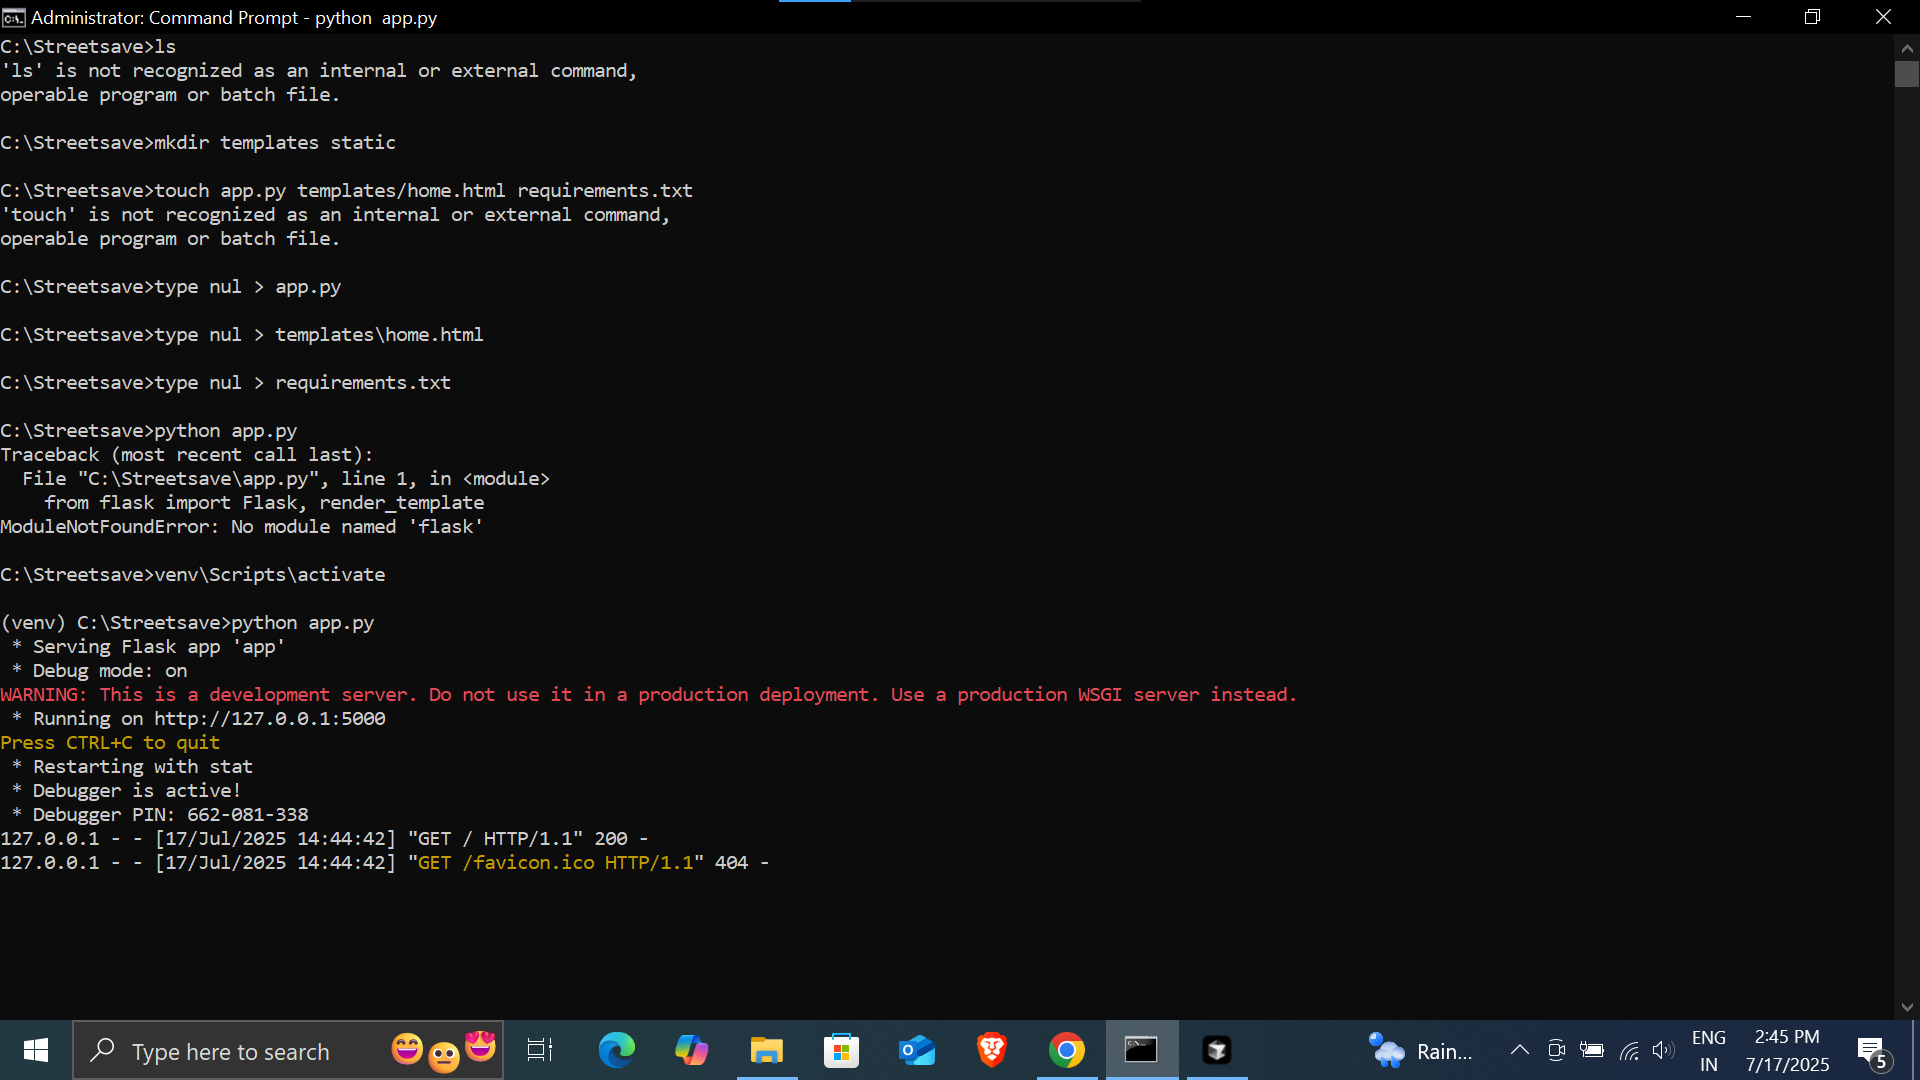 Administrator: Command Prompt - python  app.py
C:\Streetsave>ls
'ls' is not recognized as an internal or external command,
operable program or batch file.
C:\Streetsave>mkdir templates static
C:\Streetsave>touch app.py templates/home.html requirements.txt
'touch' is not recognized as an internal or external command,
operable program or batch file.
C:\Streetsave>type nul > app.py
C:\Streetsave>type nul > templates\home.html
C:\Streetsave>type nul > requirements.txt
C:\Streetsave>python app.py
Traceback (most recent call last):
  File "C:\Streetsave\app.py", line 1, in <module>
    from flask import Flask, render_template
ModuleNotFoundError: No module named 'flask'
C:\Streetsave>venv\Scripts\activate
(venv) C:\Streetsave>python app.py
 * Serving Flask app 'app'
 * Debug mode: on
WARNING: This is a development server. Do not use it in a production deployment. Use a production WSGI server instead.
 * Running on http://127.0.0.1:5000
Press CTRL+C to quit
 * Restarting with stat
 * Debugger is active!
 * Debugger PIN: 662-081-338
127.0.0.1 - - [17/Jul/2025 14:44:42] "GET / HTTP/1.1" 200 -
127.0.0.1 - - [17/Jul/2025 14:44:42] "GET /favicon.ico HTTP/1.1" 404 -
Type here to search
Rain...
ENG
IN
2:45 PM
7/17/2025
5